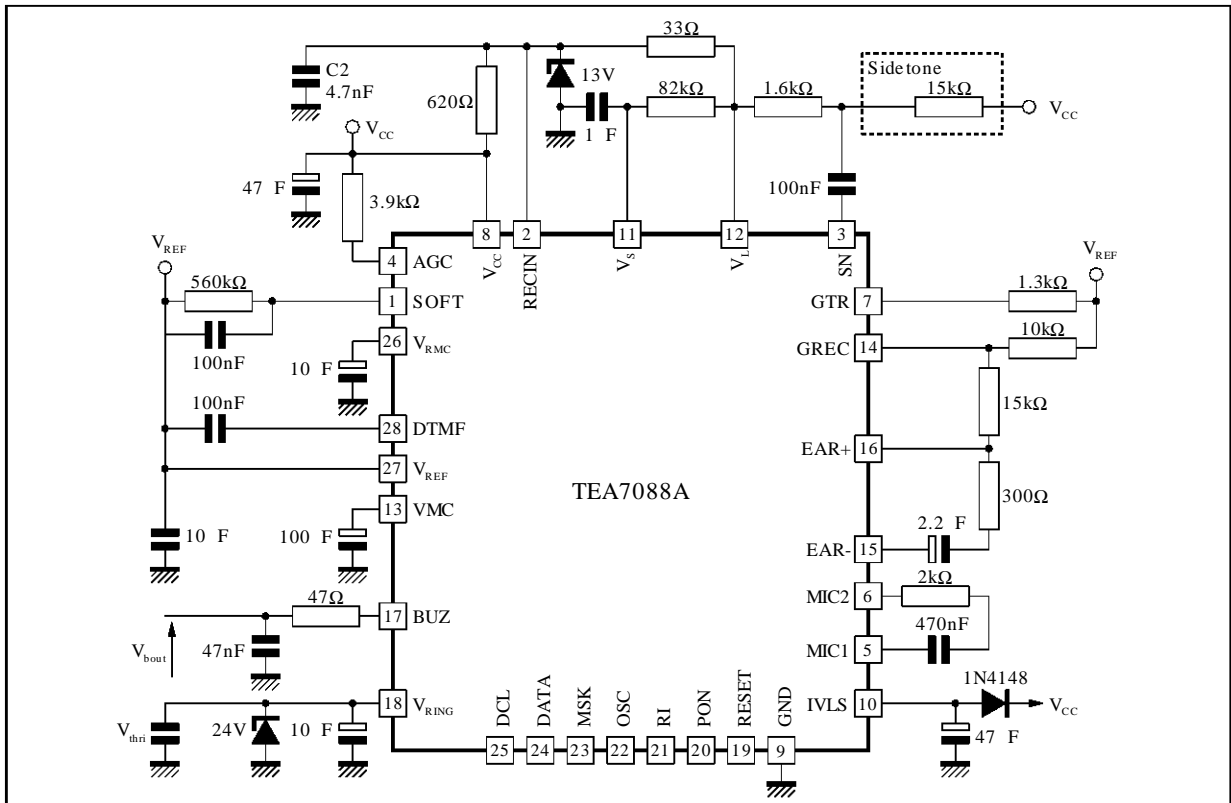 33Ω
Sidetone
C2
4.7nF
13V
82kΩ
1.6kΩ
15kΩ
620Ω
VCC
VCC
1 F
47 F
3.9kΩ
100nF
8
2
11
12
3
VREF
VREF
4
AGC
VCC
RECIN
VS
VL
SN
560kΩ
1
SOFT
GTR
7
1.3kΩ
100nF
26
VRMC
GREC
14
10kΩ
10 F
100nF
15kΩ
28
DTMF
EAR+
16
27
VREF
TEA7088A
300Ω
13
VMC
2.2 F
10 F
100 F
EAR-
15
47Ω
MIC2
6
2kΩ
17
BUZ
470nF
Vbout
47nF
MIC1
5
1N4148
18
VRING
DCL
DATA
MSK
OSC
RI
PON
RESET
GND
IVLS
10
VCC
Vthri
24V
10 F
47 F
25
24
23
22
21
20
19
9